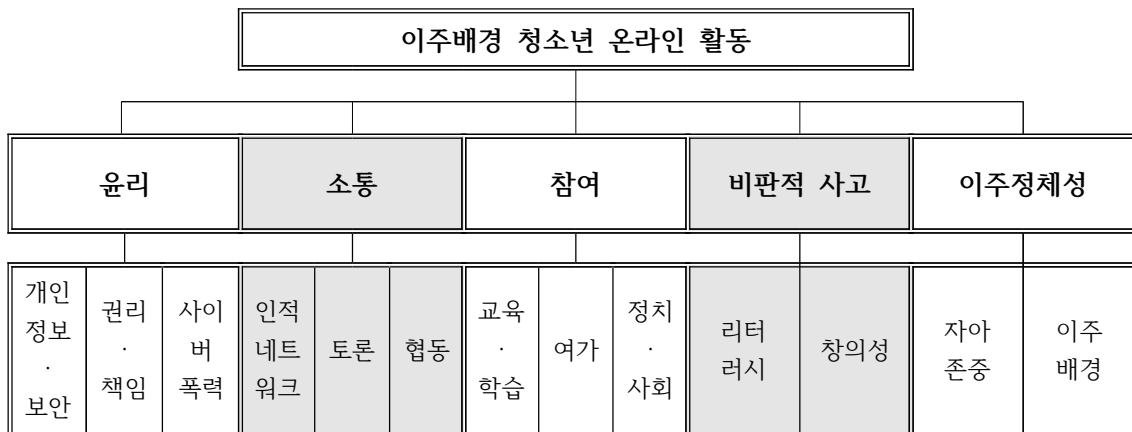 이주배경 청소년 온라인 활동
윤리
소통
참여
비판적 사고
이주정체성
개인
정보
·
보안
권리
·
책임
사이
버
폭력
인적
네트
워크
토론
협동
교육
·
학습
여가
정치
·
사회
리터
러시
창의성
자아
존중
이주
배경